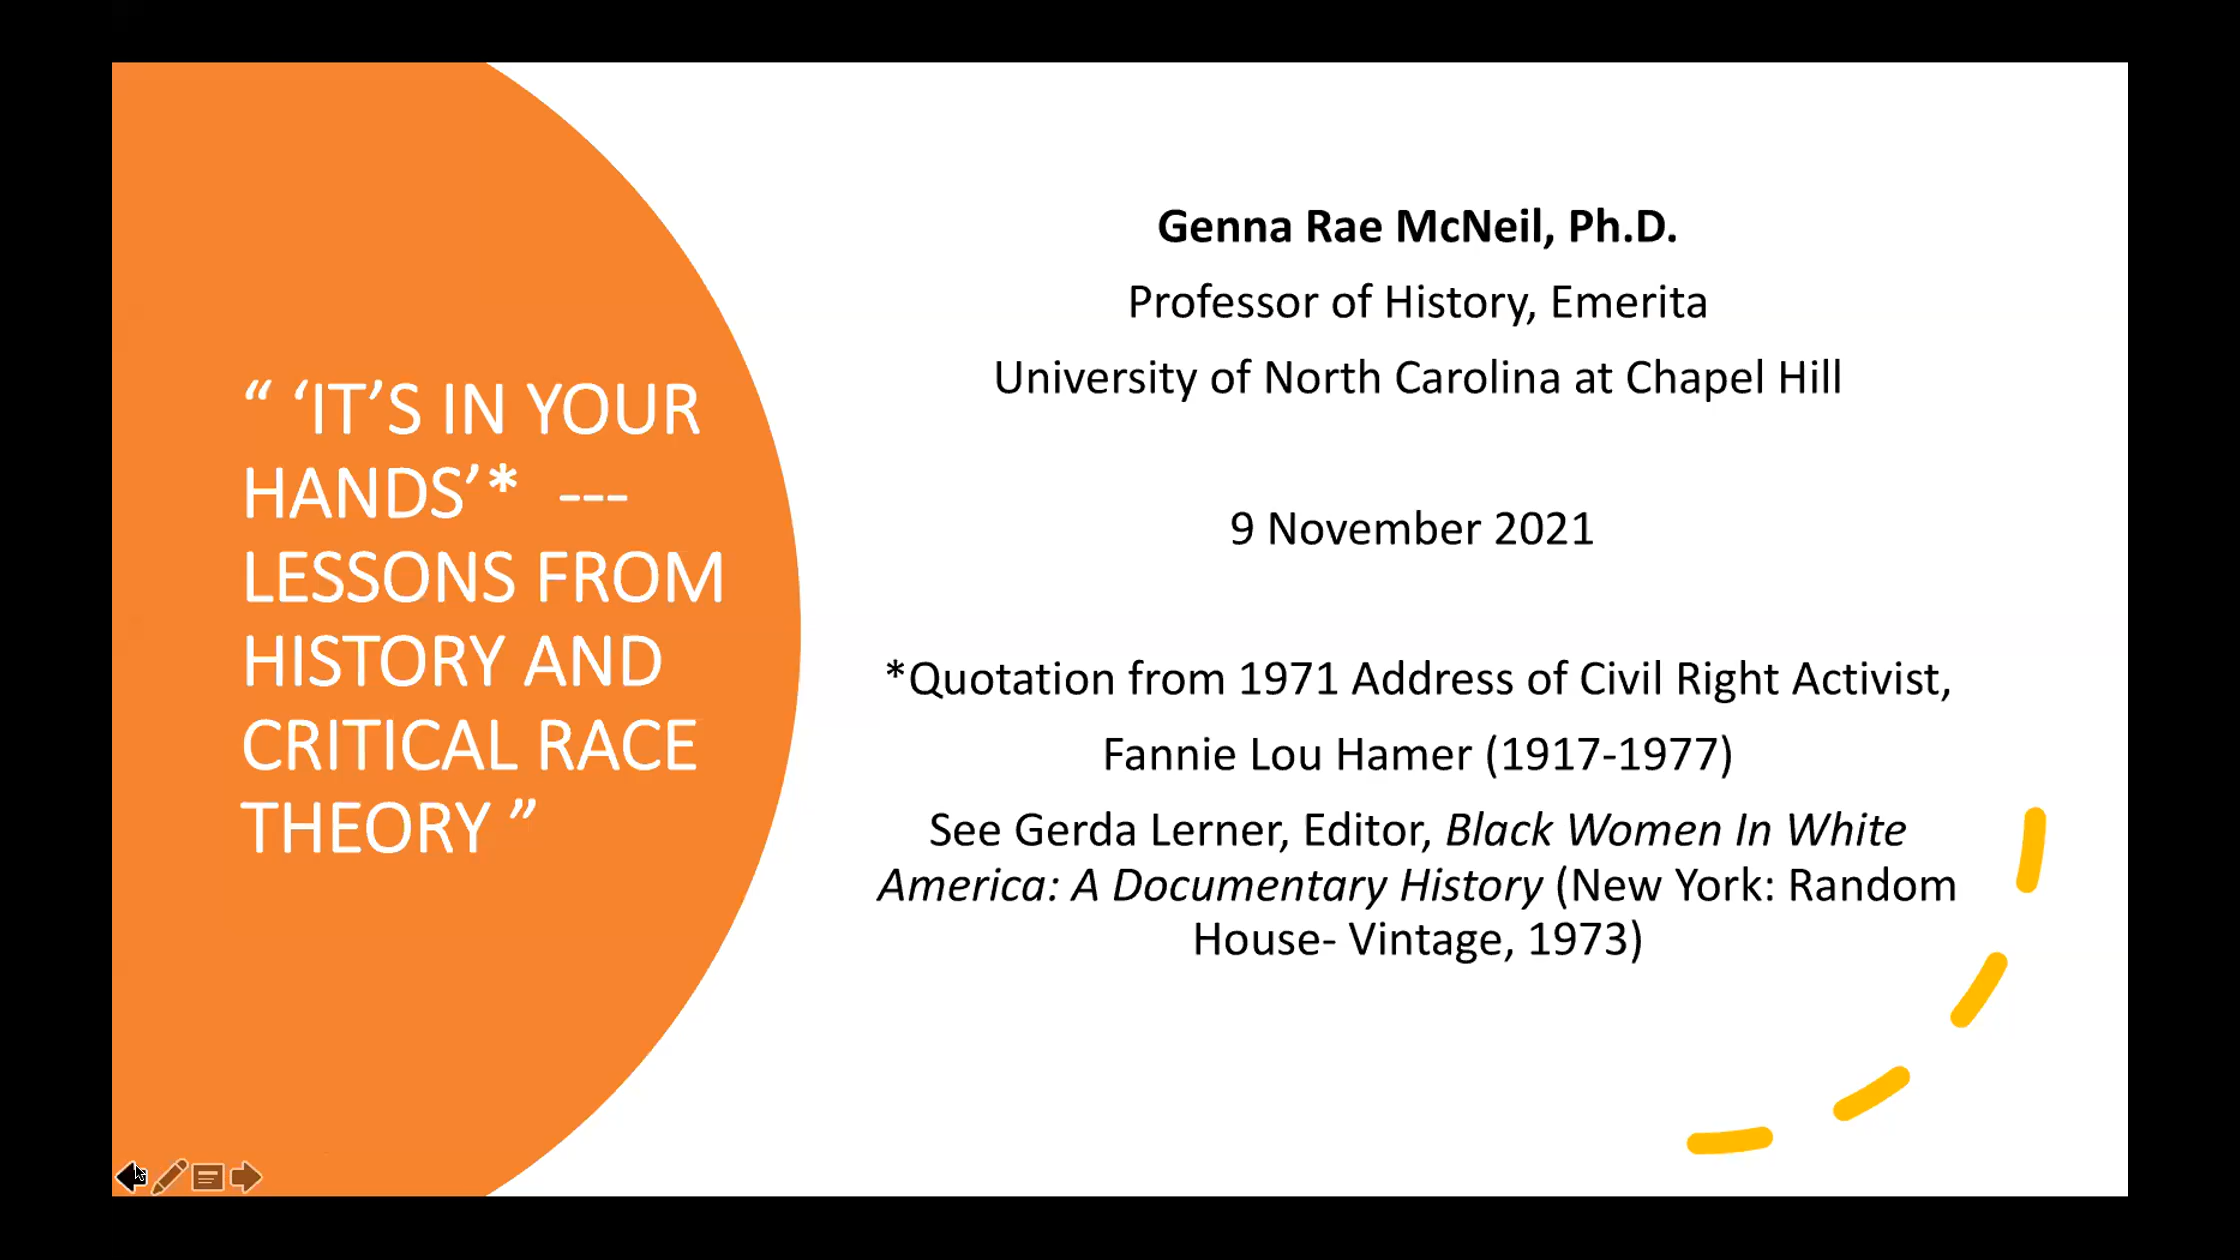 “ ‘IT’S IN YOUR
HANDS’*  ---
LESSONS FROM
HISTORY AND
CRITICAL RACE
THEORY ”
Genna Rae McNeil, Ph.D.
Professor of History, Emerita
University of North Carolina at Chapel Hill
9 November 2021
*Quotation from 1971 Address of Civil Right Activist,
Fannie Lou Hamer (1917-1977)
See Gerda Lerner, Editor, Black Women In White
America: A Documentary History (New York: Random
House- Vintage, 1973)